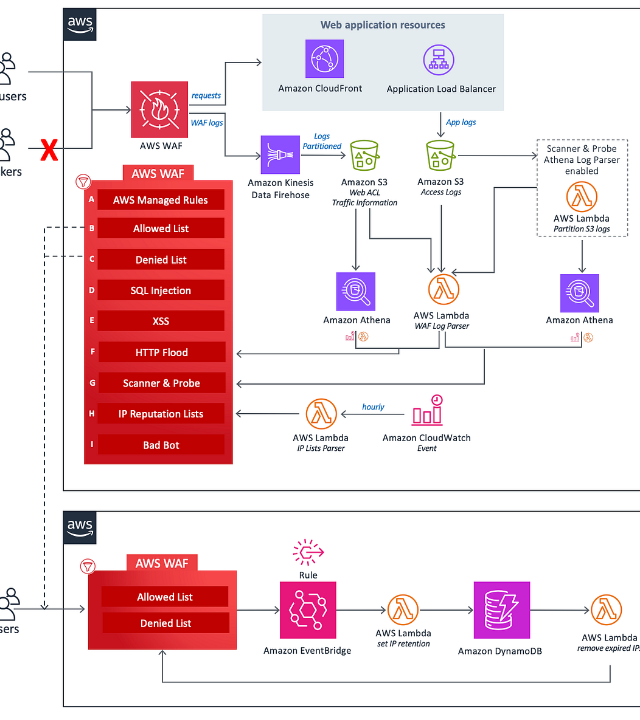 aws
Web application resources
Amazon CloudFront
Application Load Balancer
users
requests
WAF logs
AWS WAF
kers
App logs
Logs
Partitioned
Amazon Kinesis
Data Firehose
Amazon S3
Web ACL
Traffic Information
Amazon S3
Access Logs
Scanner & Probe
Athena Log Parser
enabled
AWS Lambda
Partition S3 logs
AWS WAF
A AWS Managed Rules
B Allowed List
C Denied List
D SQL Injection
E XSS
F HTTP Flood
G Scanner & Probe
H IP Reputation Lists
I Bad Bot
Amazon Athena
AWS Lambda
WAF Log Parser
Amazon Athena
hourly
AWS Lambda
IP Lists Parser
Amazon CloudWatch
Event
aws
AWS WAF
Allowed List
Denied List
sers
Rule
Amazon EventBridge
AWS Lambda
set IP retention
Amazon DynamoDB
AWS Lambda
remove expired IP